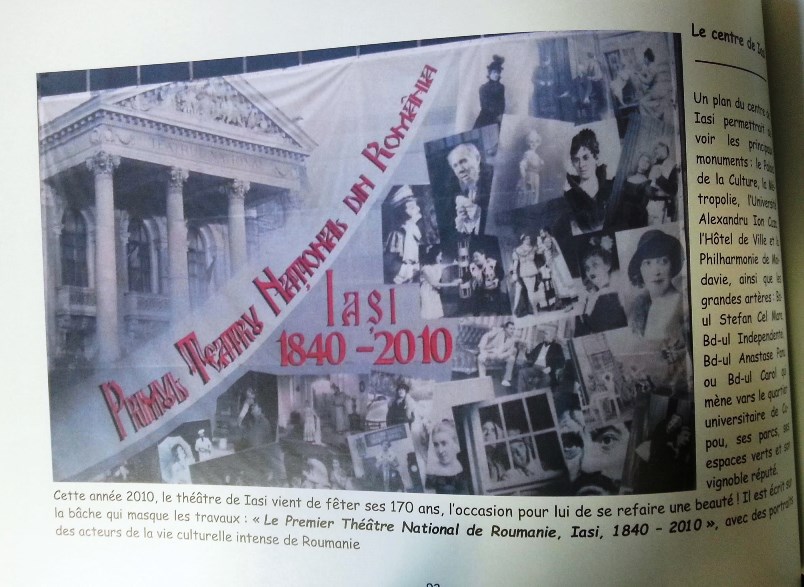 PRIMUL TEATRU NAȚIONAL DIN ROMÂNIA
Iași
1840 - 2010
Le centre de
Un plan du centre
Iasi permettrait
voir les principaux
monuments : le Palais
de la Culture, la Mé-
tropolie, l'Université
Alexandru Ion Cuza,
l'Hôtel de Ville et la
Philharmonie de Mol-
davie, ainsi que les
grandes artères : Bd-
ul Stefan Cel Mare,
Bd-ul Independentei,
Bd-ul Anastase Panu
ou Bd-ul Carol qui
mène vars le quartier
universitaire de Co-
pou, ses parcs, ses
espaces verts et son
vignoble réputé.
Cette année 2010, le théâtre de Iasi vient de fêter ses 170 ans, l'occasion pour lui de se refaire une beauté ! Il est écrit sur
la bâche qui masque les travaux : « Le Premier Théâtre National de Roumanie, Iasi, 1840 - 2010 », avec des portraits
des acteurs de la vie culturelle intense de Roumanie